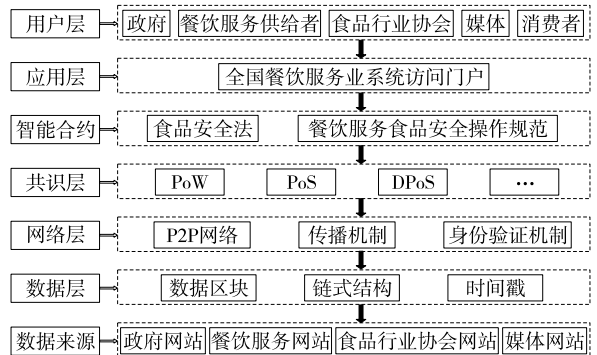 用户层 政府 餐饮服务供给者 食品行业协会 媒体 消费者
应用层 全国餐饮服务业系统访问门户
智能合约 食品安全法 餐饮服务食品安全操作规范
共识层 PoW PoS DPoS …
网络层 P2P网络 传播机制 身份验证机制
数据层 数据区块 链式结构 时间戳
数据来源 政府网站 餐饮服务网站 食品行业协会网站 媒体网站